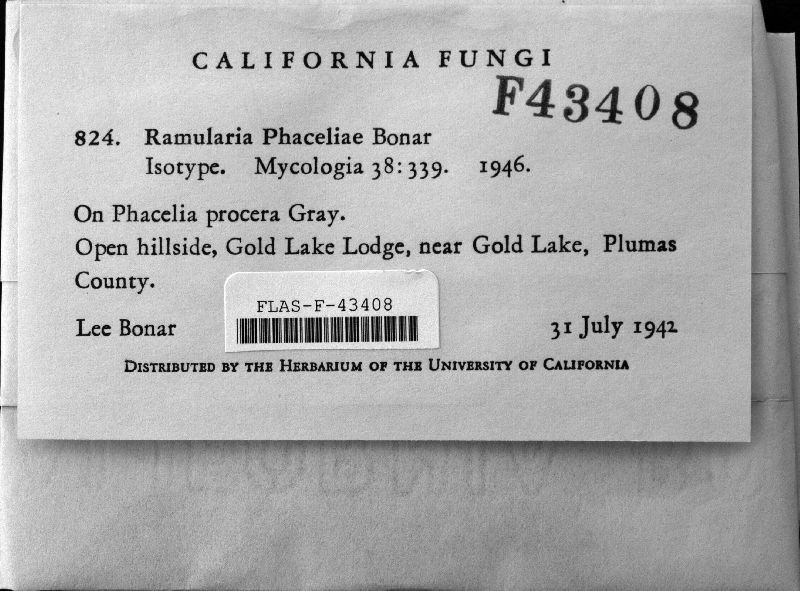 CALIFORNIA FUNGI
F43408
824. Ramularia Phaceliae Bonar
Isotype. Mycologia 38:339. 1946.
On Phacelia procera Gray.
Open hillside, Gold Lake Lodge, near Gold Lake, Plumas
County.
FLAS-F-43408
Lee Bonar 31 July 1942
Distributed by the Herbarium of the University of California